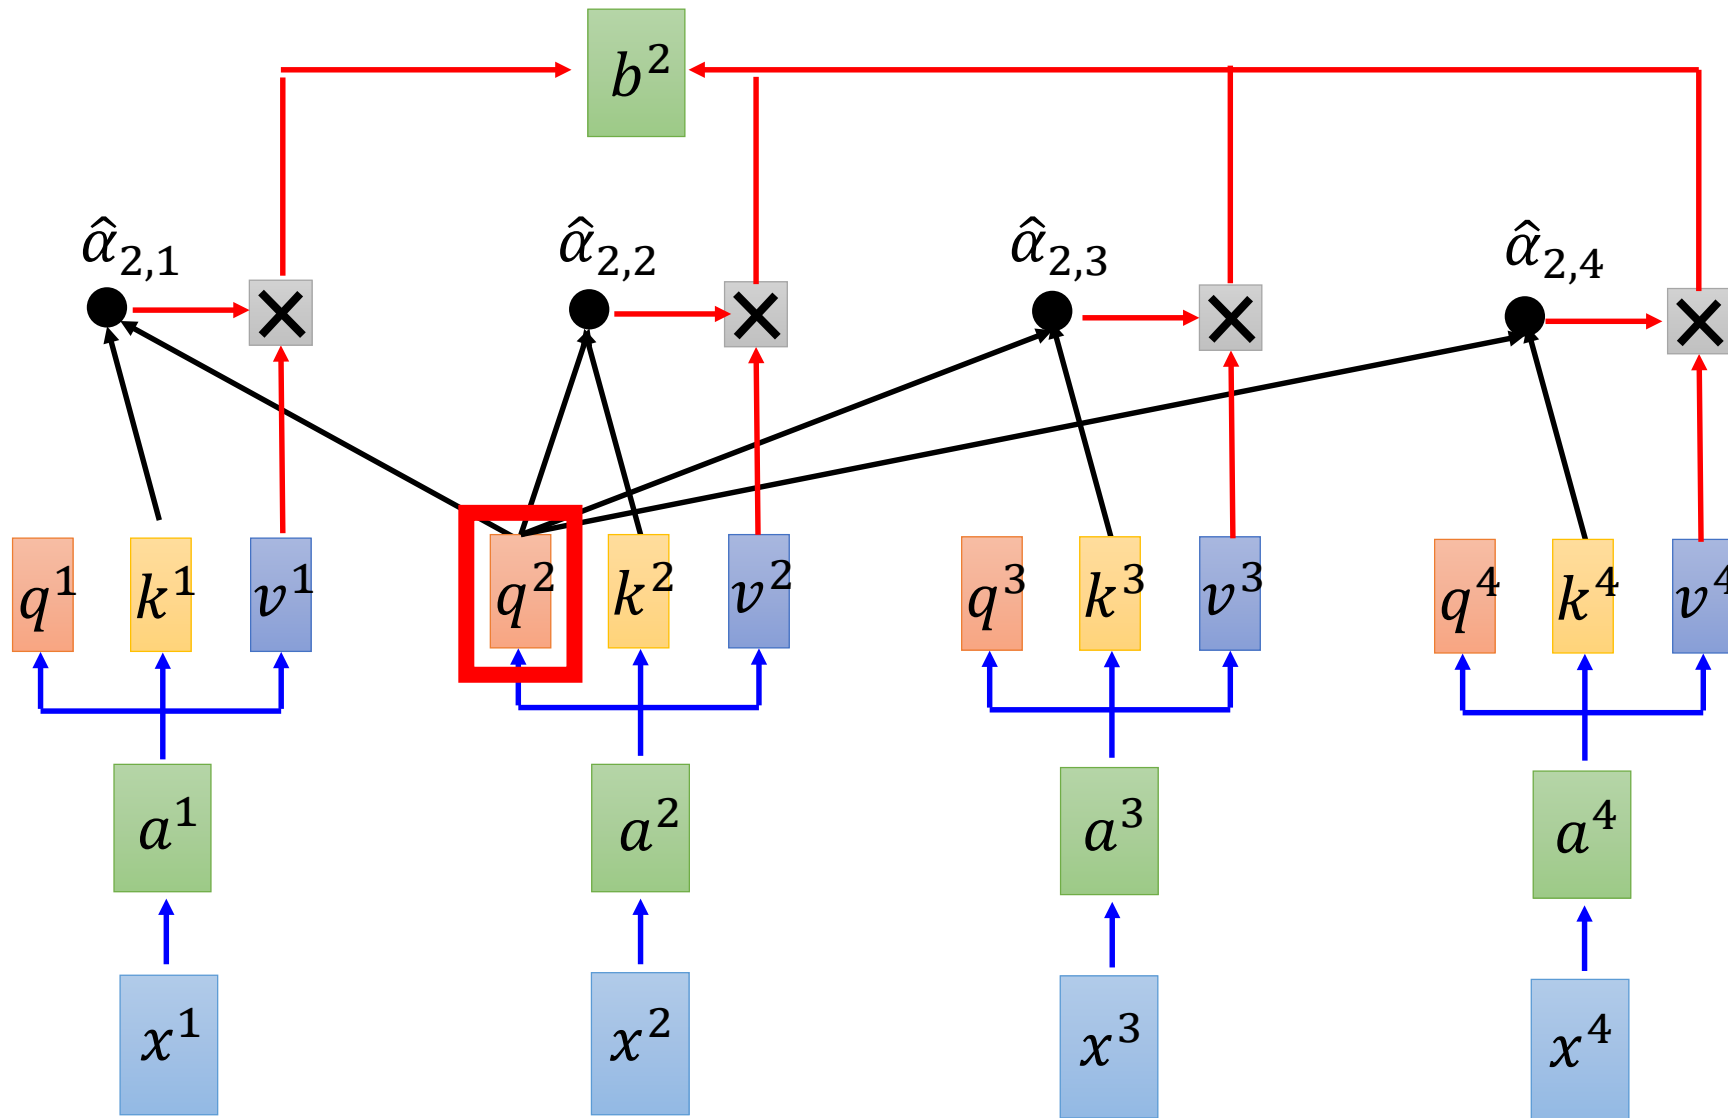 b²
α̂₂,₁ α̂₂,₂ α̂₂,₃ α̂₂,₄
q¹ k¹ v¹ q² k² v² q³ k³ v³ q⁴ k⁴ v⁴
a¹ a² a³ a⁴
x¹ x² x³ x⁴